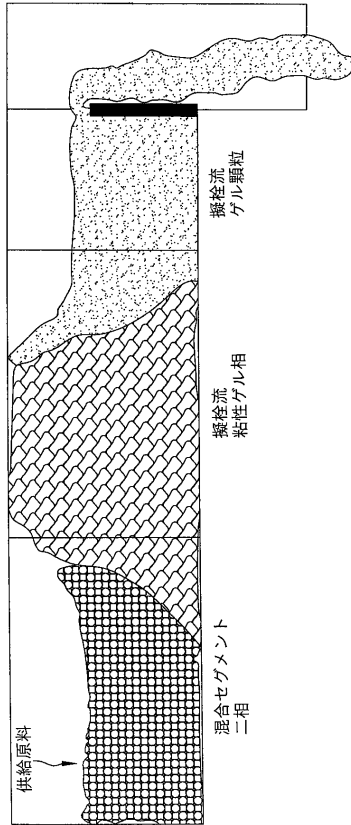 供給原料
混合セグメント
二相
擬栓流
粘性ゲル相
擬栓流
ゲル顆粒